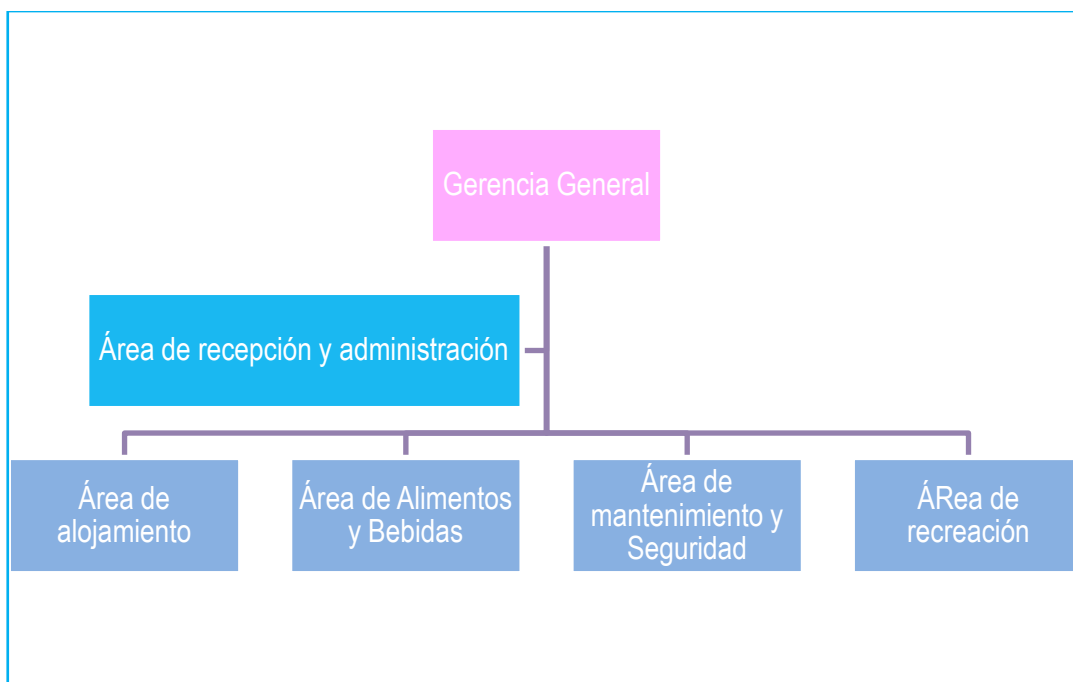 Gerencia General
Área de recepción y administración
Área de
alojamiento
Área de Alimentos
y Bebidas
Área de
mantenimiento y
Seguridad
ÁRea de
recreación